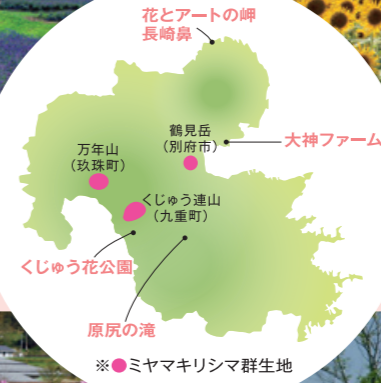 花とアートの岬
長崎鼻
鶴見岳
（別府市）
大神ファーム
万年山
（玖珠町）
くじゅう連山
（九重町）
くじゅう花公園
原尻の滝
※●ミヤマキリシマ群生地